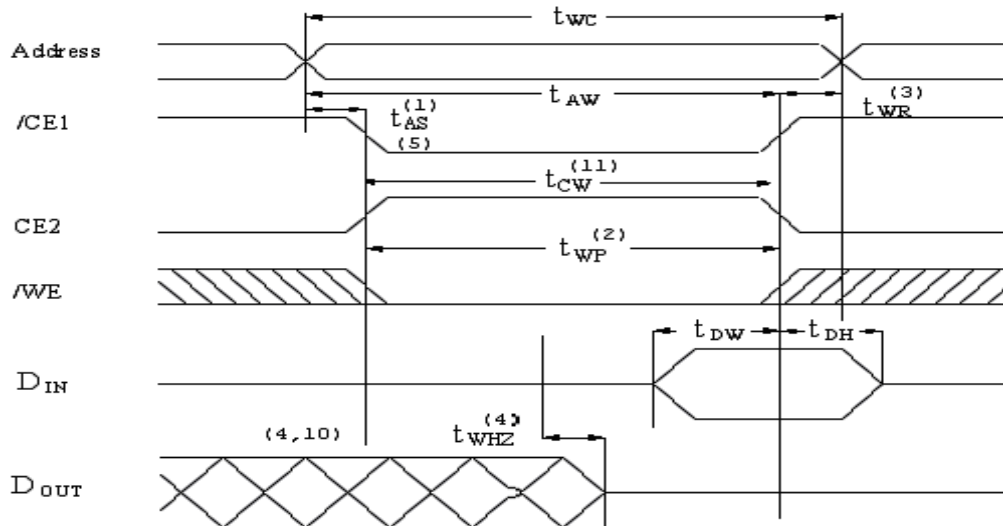 tWC
Address
tAW
tAS(1)
tWR(3)
/CE1
(5)
tCW(11)
CE2
tWP(2)
/WE
tDW
tDH
DIN
(4,10)
tWHZ(4)
DOUT